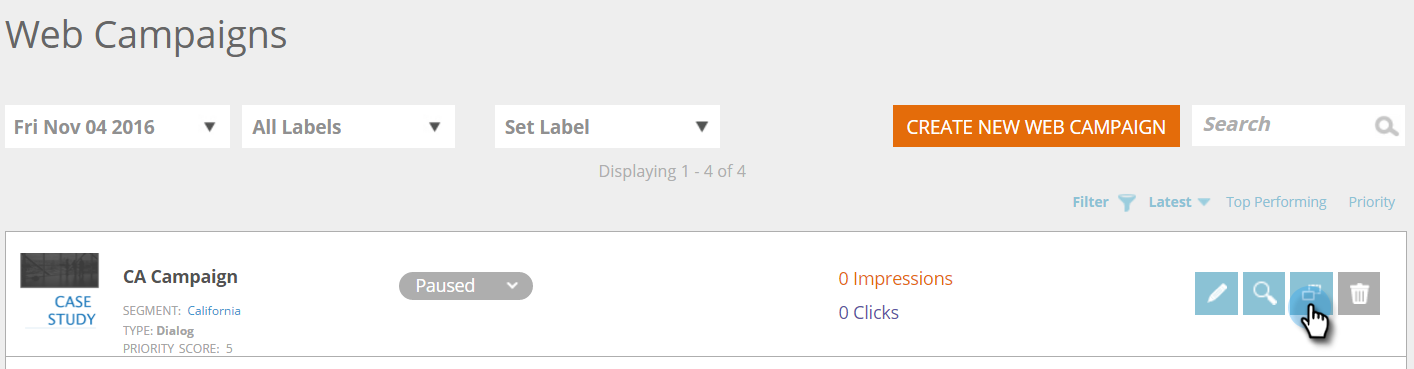 Web Campaigns
Fri Nov 04 2016
All Labels
Set Label
CREATE NEW WEB CAMPAIGN
Search
Displaying 1 - 4 of 4
Filter
Latest
Top Performing
Priority
CASE
STUDY
CA Campaign
SEGMENT: California
TYPE: Dialog
PRIORITY SCORE: 5
Paused
0 Impressions
0 Clicks